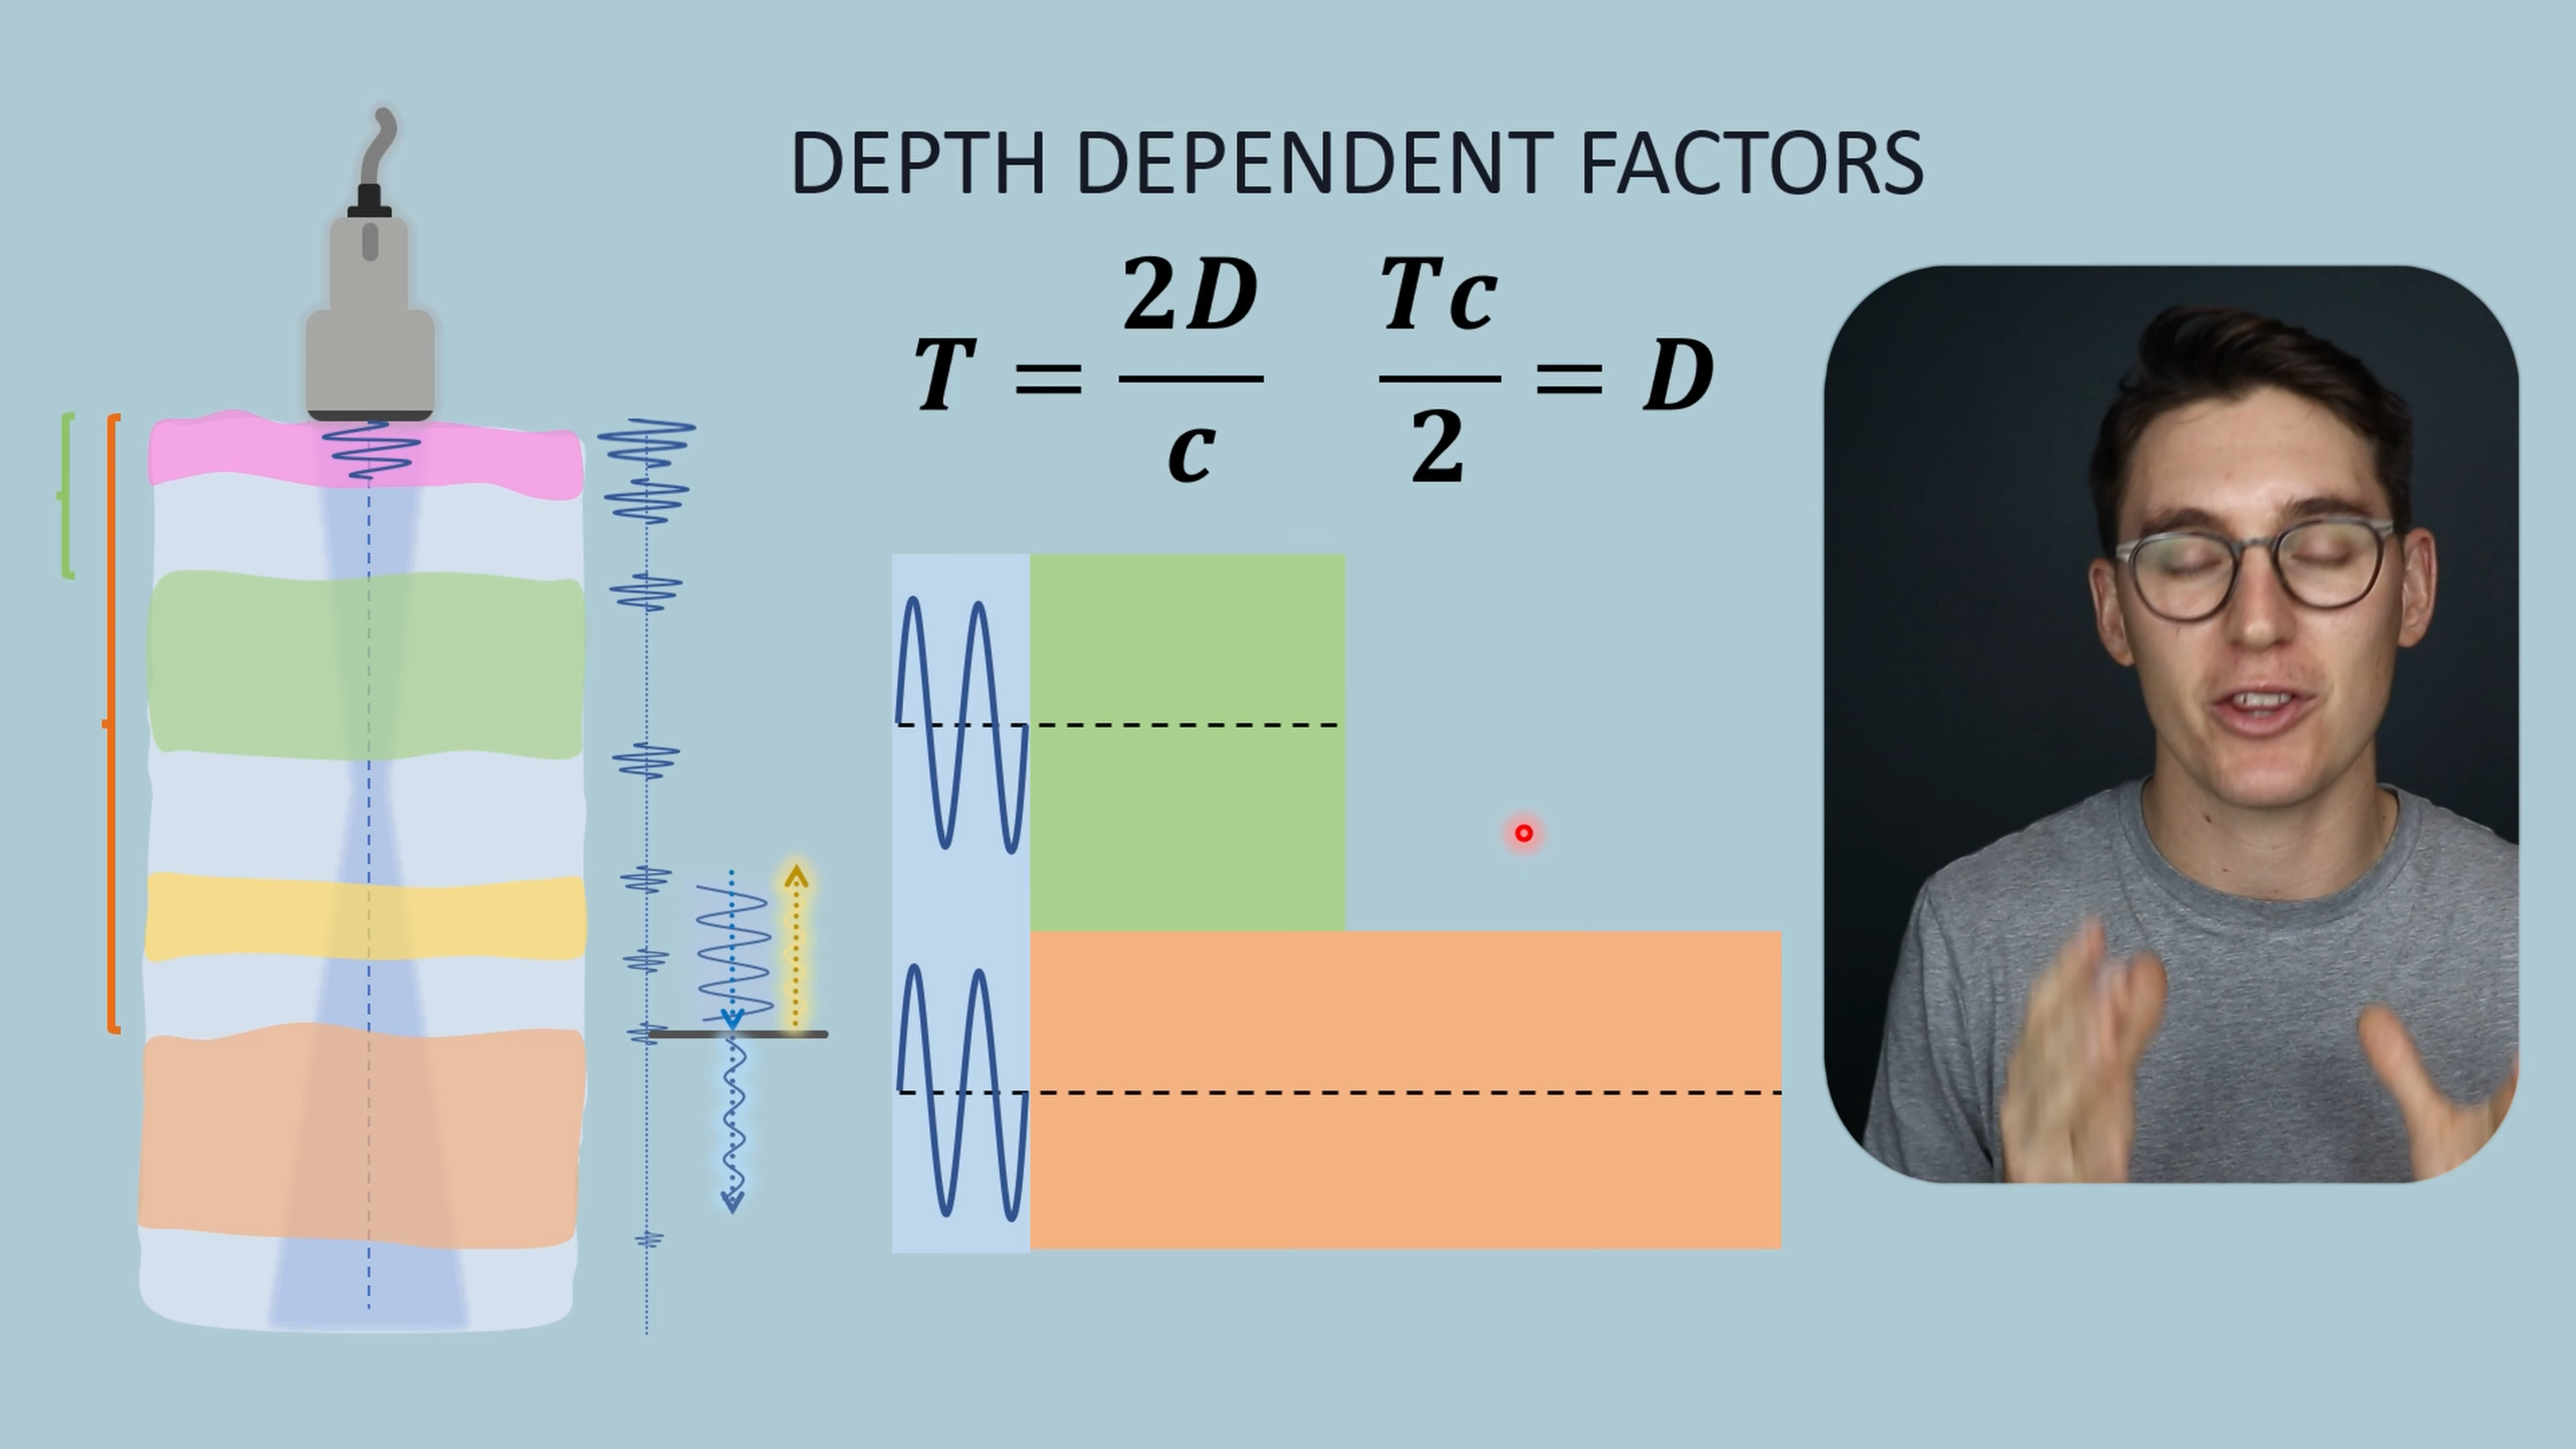 DEPTH DEPENDENT FACTORS
T = 2D/c
Tc/2 = D